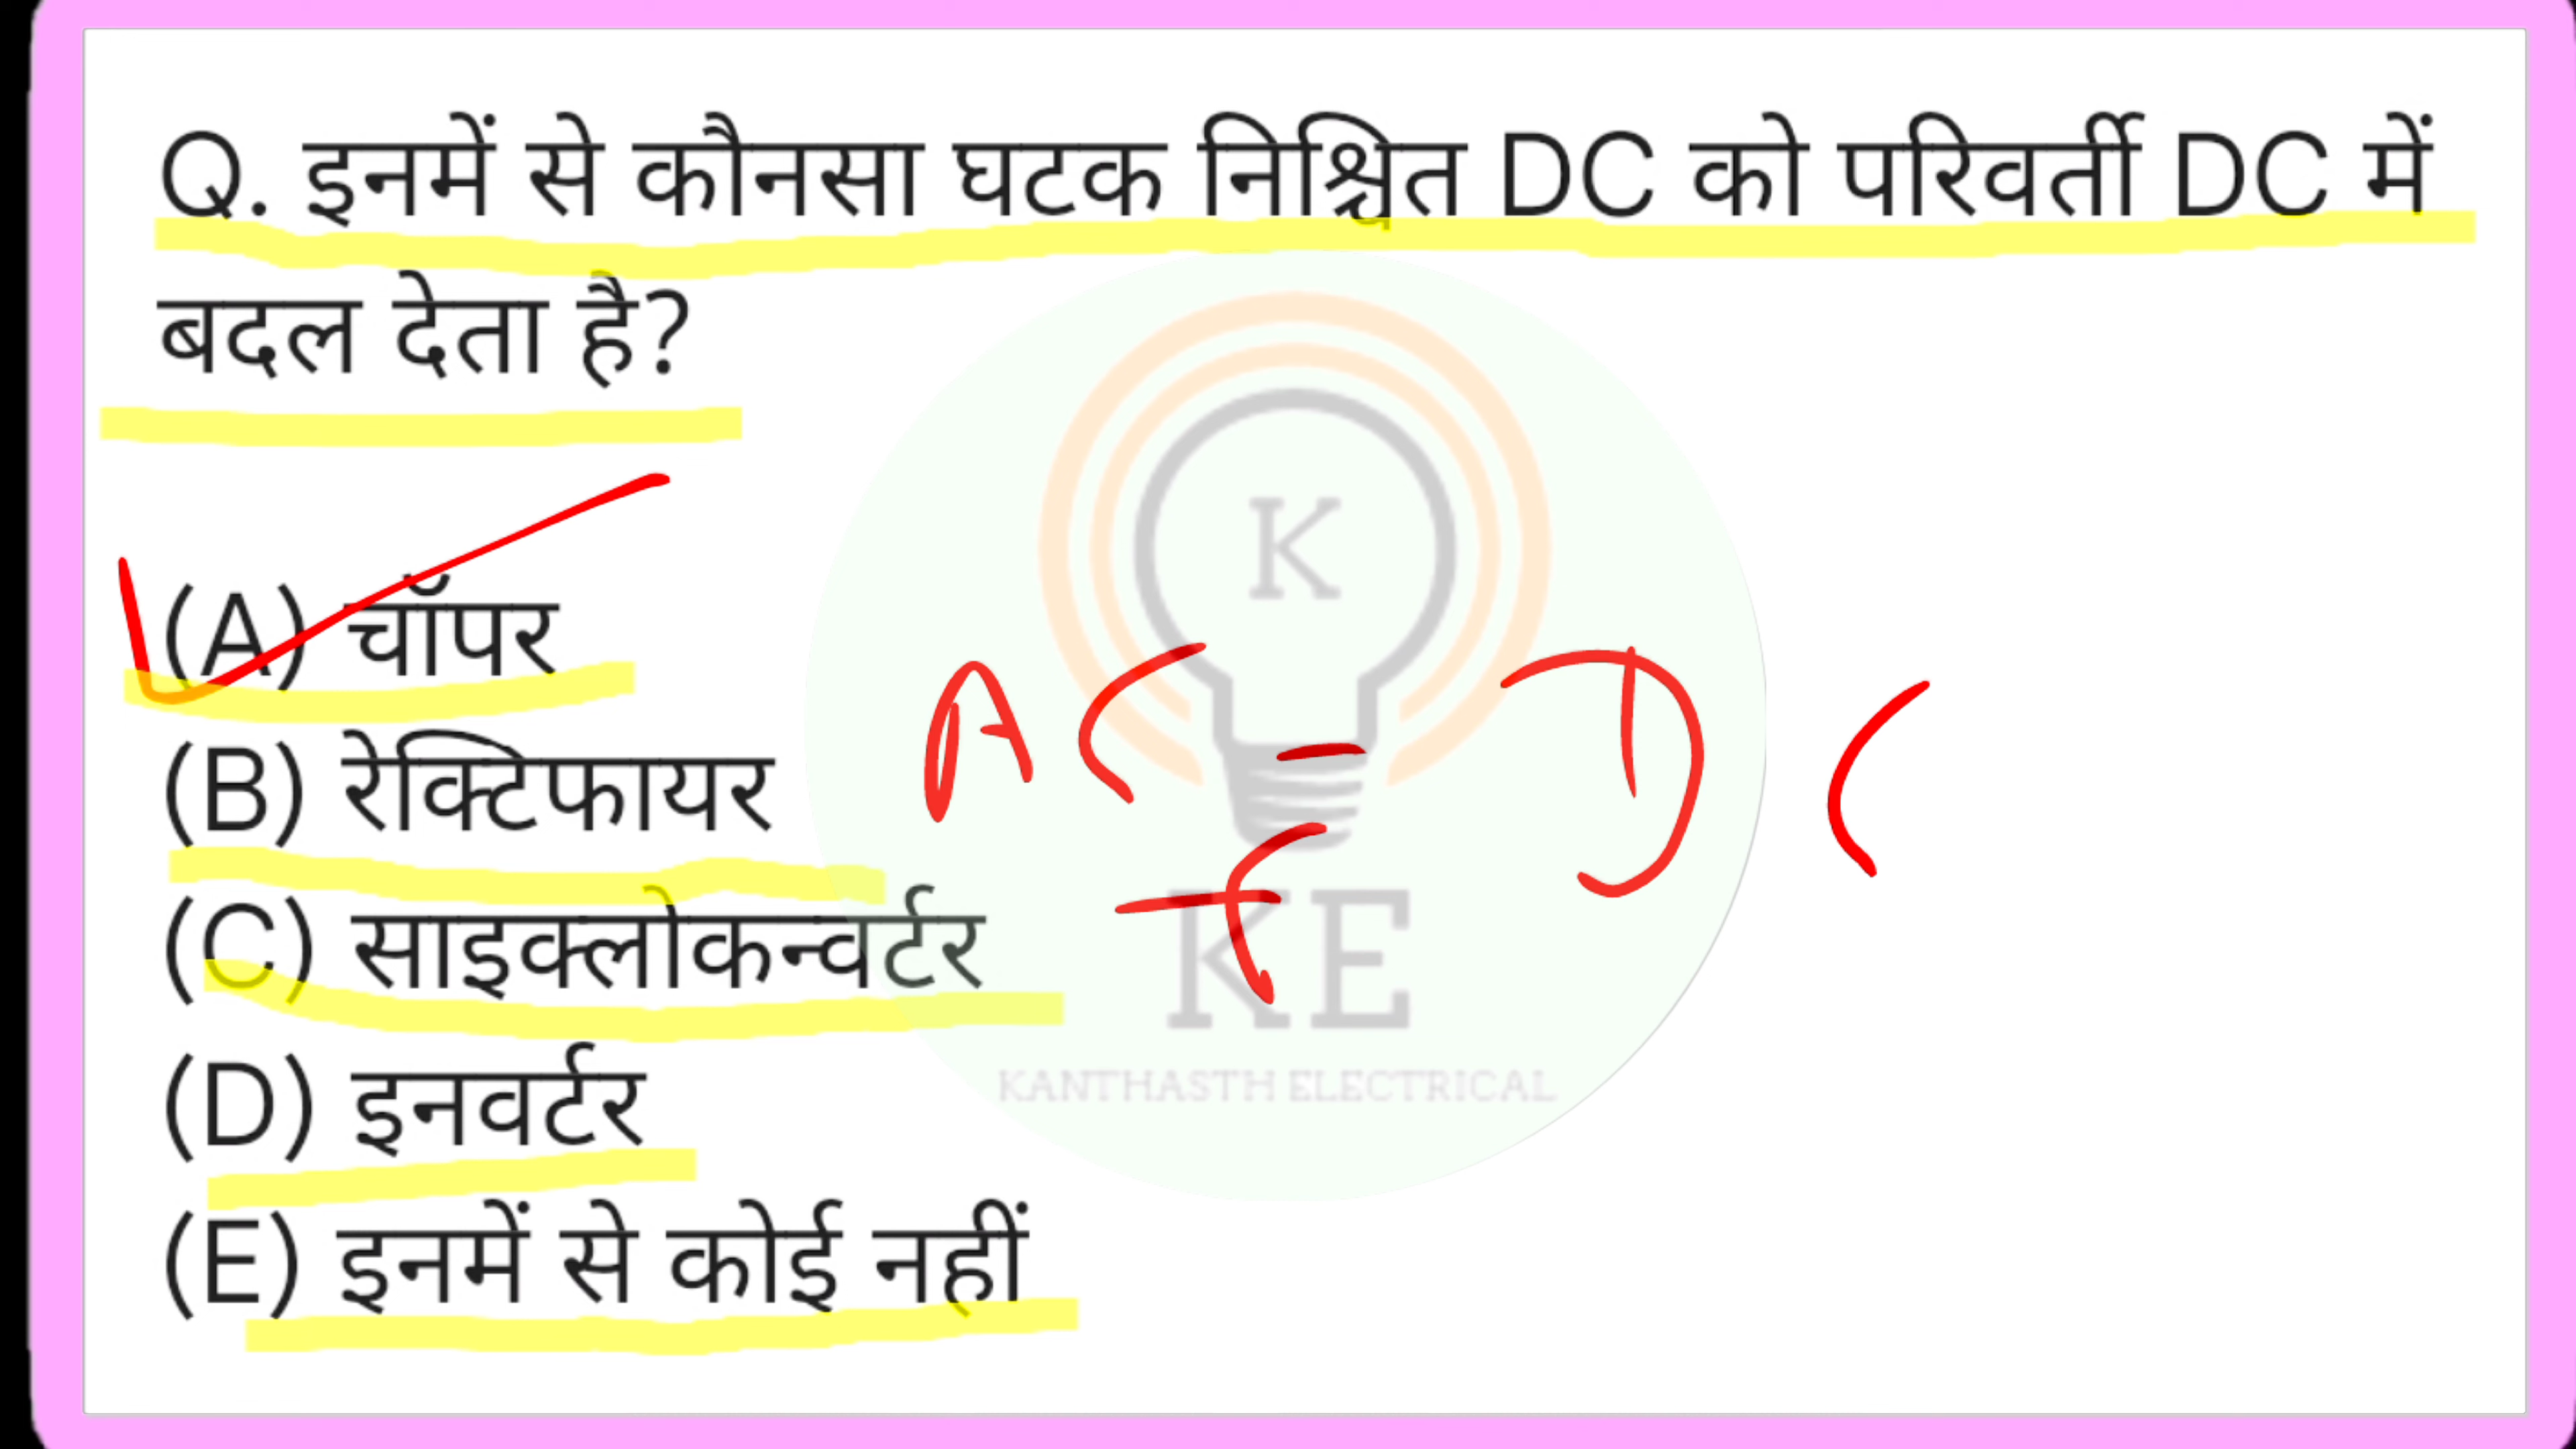 Q. इनमें से कौनसा घटक निश्चित DC को परिवर्ती DC में
बदल देता है?
(A) चॉपर
(B) रेक्टिफायर
(C) साइक्लोकन्वर्टर
(D) इनवर्टर
(E) इनमें से कोई नहीं
K
AC - DC
KE
KANTHASTH ELECTRICAL